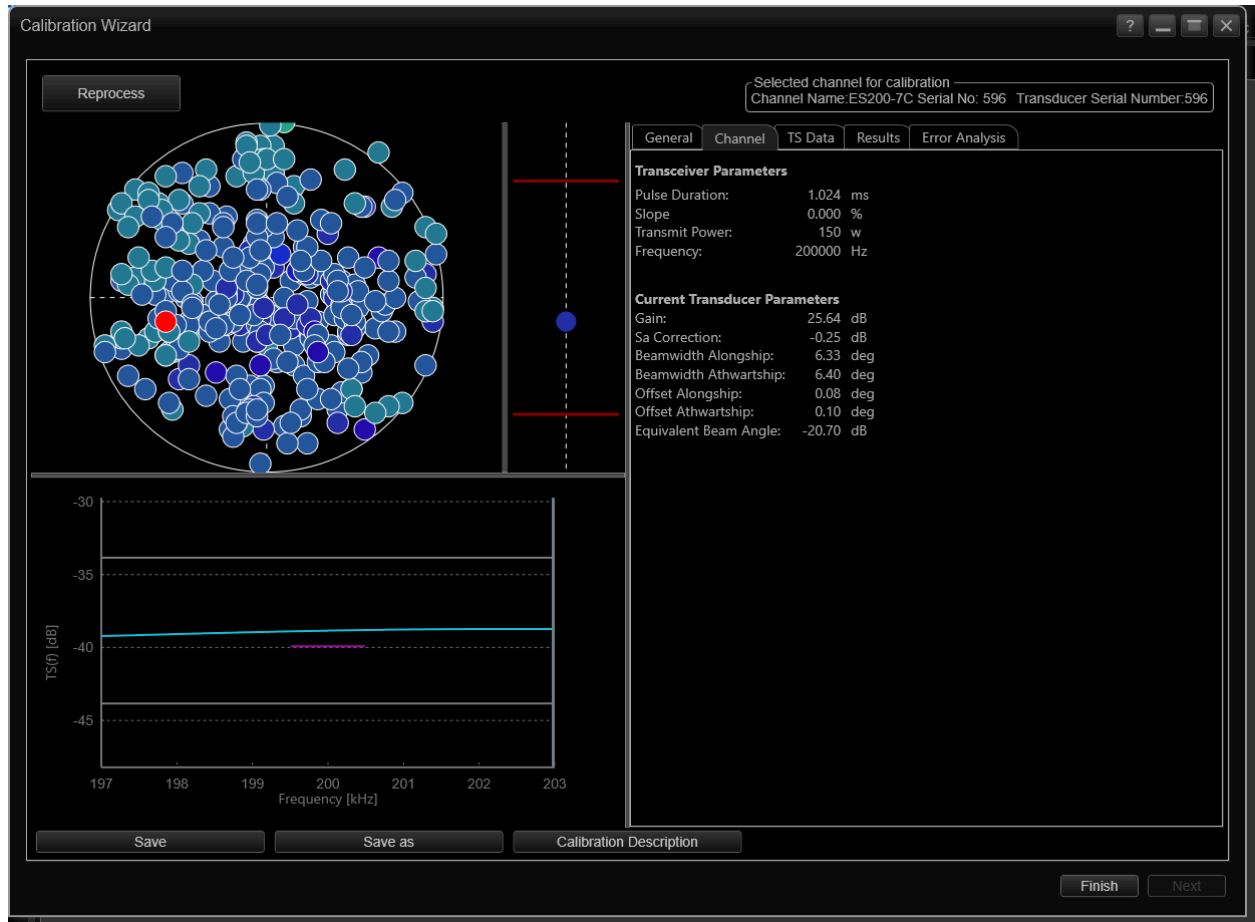 Calibration Wizard
?
Reprocess
Selected channel for calibration
Channel Name:ES200-7C Serial No: 596 Transducer Serial Number:596
General Channel TS Data Results Error Analysis
Transceiver Parameters
Pulse Duration: 1.024 ms
Slope 0.000 %
Transmit Power: 150 w
Frequency: 200000 Hz
Current Transducer Parameters
Gain: 25.64 dB
Sa Correction: -0.25 dB
Beamwidth Alongship: 6.33 deg
Beamwidth Athwartship: 6.40 deg
Offset Alongship: 0.08 deg
Offset Athwartship: 0.10 deg
Equivalent Beam Angle: -20.70 dB
-30
-35
-40
-45
TS(f) [dB]
197 198 199 200 201 202 203
Frequency [kHz]
Save Save as Calibration Description
Finish Next